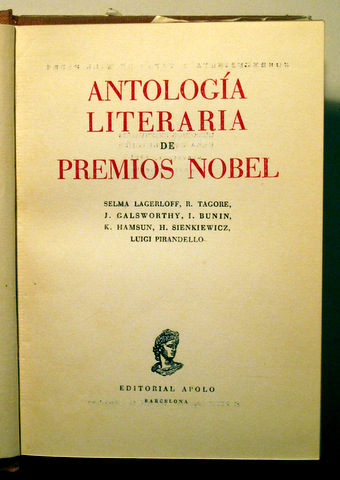 ANTOLOGÍA
LITERARIA
DE
PREMIOS NOBEL
SELMA LAGERLOFF, R. TAGORE,
J. GALSWORTHY, I. BUNIN,
K. HAMSUN, H. SIENKIEWICZ,
LUIGI PIRANDELLO
EDITORIAL APOLO
BARCELONA